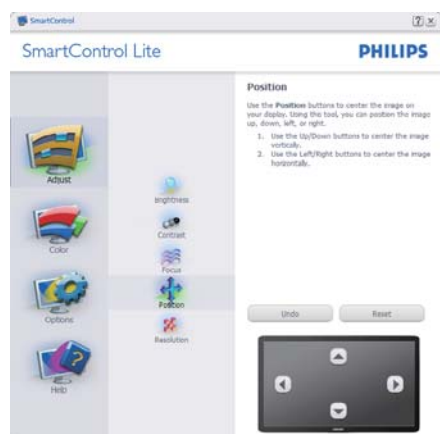 SmartControl
SmartControl Lite
PHILIPS
Adjust
Color
Options
Help
Brightness
Contrast
Focus
Position
Resolution
Position
Use the Position buttons to center the image on
your display. Using the tool, you can position the image
up, down, left, or right.
1. Use the Up/Down buttons to center the image
vertically.
2. Use the Left/Right buttons to center the image
horizontally.
Undo
Reset